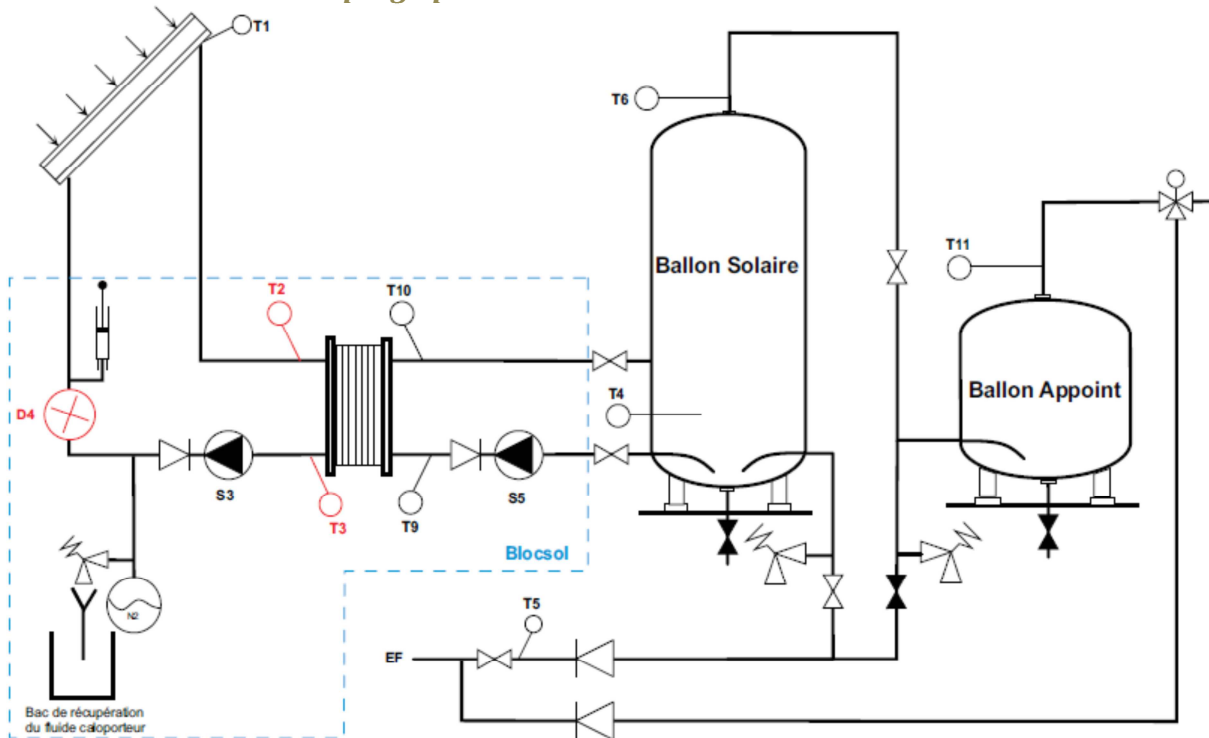 T1
T6
T11
Ballon Solaire
Ballon Appoint
T2
T10
T4
D4
S3
S5
T3
T9
Blocsol
N2
T5
EF
Bac de récupération
du fluide caloporteur